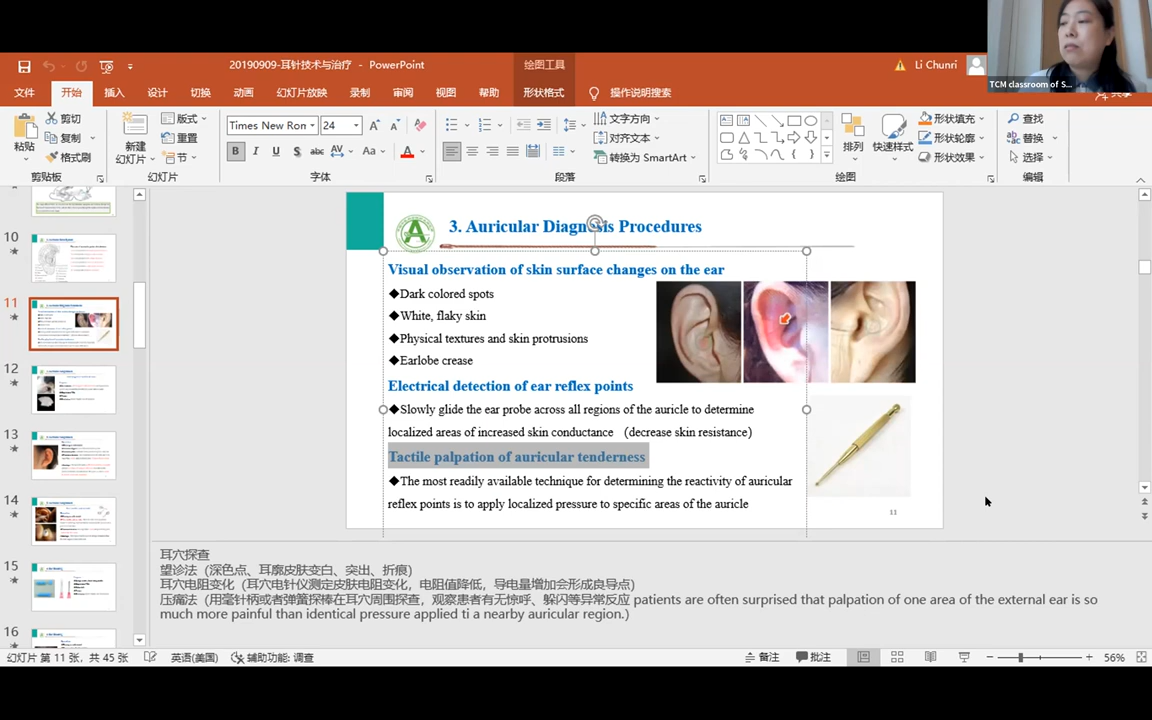 TCM classroom of S...
20190909-耳针技术与治疗 - PowerPoint
绘图工具
Li Chunri
文件 开始 插入 设计 切换 动画 幻灯片放映 录制 审阅 视图 帮助 形状格式 操作说明搜索 共享
粘贴 剪切 复制 格式刷 剪贴板
新建幻灯片 版式 重置 节 幻灯片
Times New Ron 24
B I U S abc AV Aa A 字体
文字方向 对齐文本 转换为 SmartArt 段落
排列 快速样式 形状填充 形状轮廓 形状效果 绘图
查找 替换 选择 编辑
10
11
12
13
14
15
16
A
3. Auricular Diagnosis Procedures
Visual observation of skin surface changes on the ear
◆Dark colored spots
◆White, flaky skin
◆Physical textures and skin protrusions
◆Earlobe crease
Electrical detection of ear reflex points
◆Slowly glide the ear probe across all regions of the auricle to determine
localized areas of increased skin conductance （decrease skin resistance)
Tactile palpation of auricular tenderness
◆The most readily available technique for determining the reactivity of auricular
reflex points is to apply localized pressure to specific areas of the auricle
11
耳穴探查
望诊法（深色点、耳廓皮肤变白、突出、折痕）
耳穴电阻变化（耳穴电针仪测定皮肤电阻变化，电阻值降低，导电量增加会形成良导点）
压痛法（用毫针柄或者弹簧探棒在耳穴周围探查，观察患者有无惊呼、躲闪等异常反应 patients are often surprised that palpation of one area of the external ear is so
much more painful than identical pressure applied ti a nearby auricular region.)
幻灯片 第 11 张，共 45 张 英语(美国) 辅助功能: 调查 备注 批注 56%